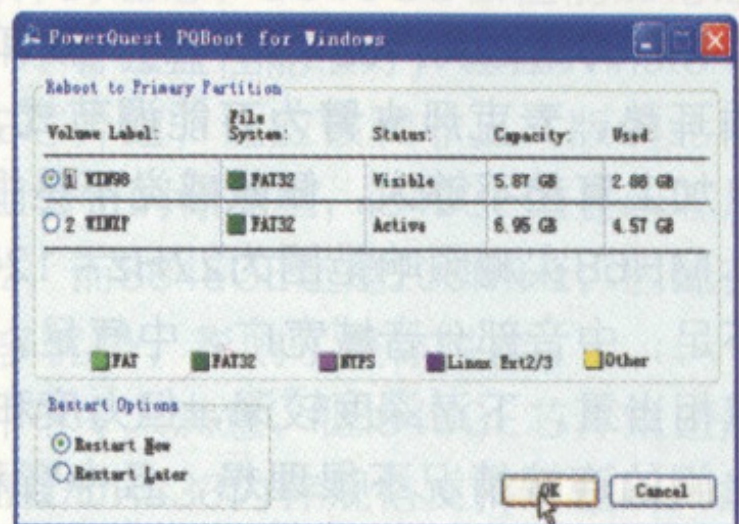 PowerQuest PQBoot for Windows
Reboot to Primary Partition
Volume Label: File System: Status: Capacity: Used
1 WIN98 FAT32 Visible 5.87 GB 2.88 GB
2 WINXP FAT32 Active 6.95 GB 4.57 GB
FAT FAT32 NTFS Linux Ext2/3 Other
Restart Options
Restart Now
Restart Later
OK Cancel